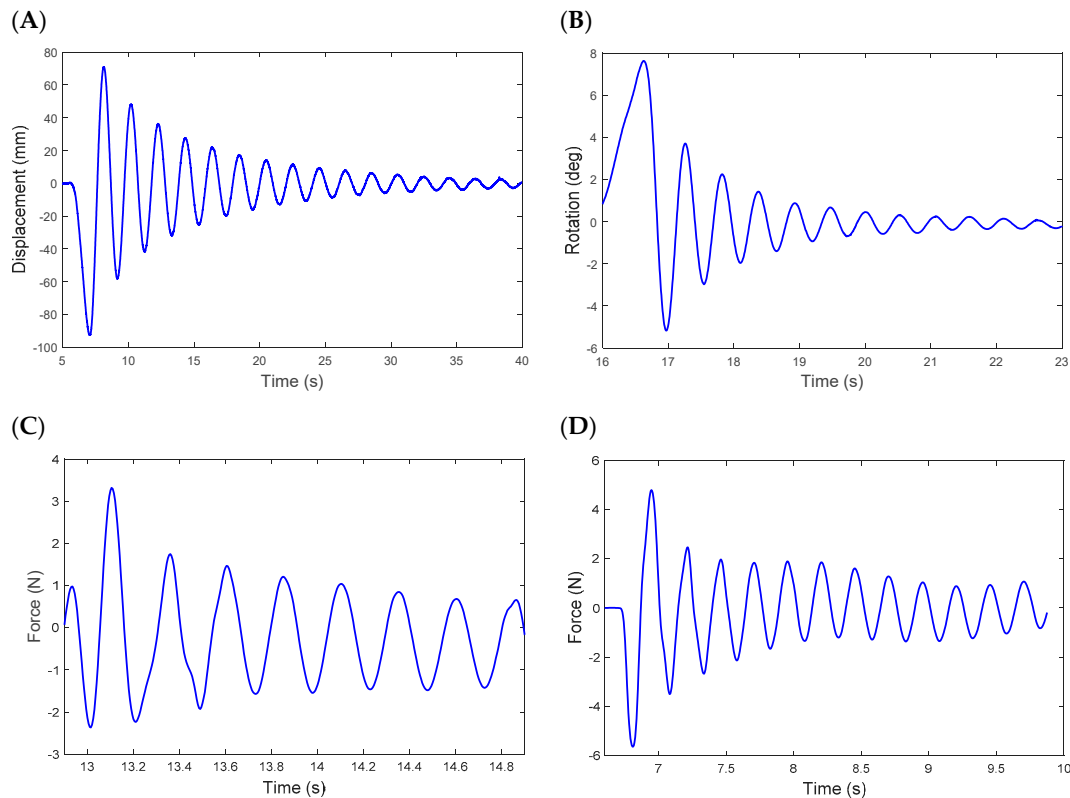 (A)
80
60
40
20
0
-20
-40
-60
-80
-100
Displacement (mm)
5 10 15 20 25 30 35 40
Time (s)
(B)
8
6
4
2
0
-2
-4
-6
Rotation (deg)
16 17 18 19 20 21 22 23
Time (s)
(C)
4
3
2
1
0
-1
-2
-3
Force (N)
13 13.2 13.4 13.6 13.8 14 14.2 14.4 14.6 14.8
Time (s)
(D)
6
4
2
0
-2
-4
-6
Force (N)
7 7.5 8 8.5 9 9.5 10
Time (s)